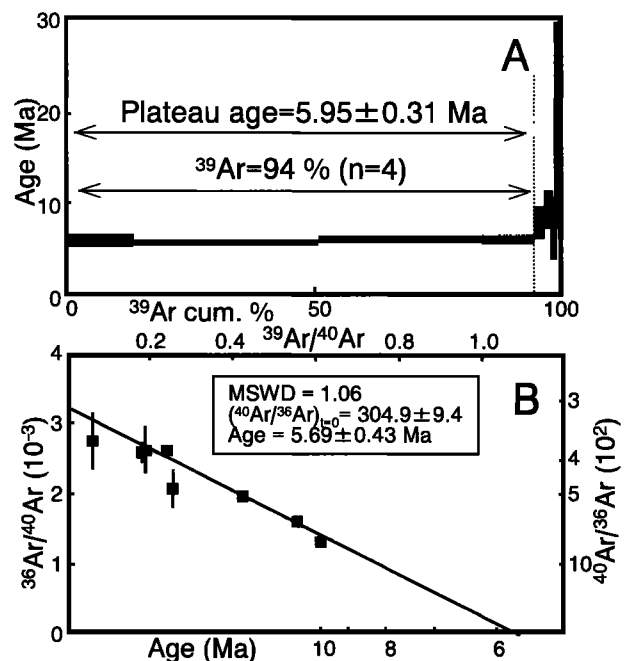 30
A
20
Plateau age=5.95±0.31 Ma
Age (Ma)
³⁹Ar=94 % (n=4)
10
0
0 50 100
³⁹Ar cum. %
³⁹Ar/⁴⁰Ar
0.2 0.4 0.6 0.8 1.0
4
B
MSWD = 1.06
(⁴⁰Ar/³⁶Ar)t=0= 304.9±9.4
Age = 5.69±0.43 Ma
3
2
1
0
³⁶Ar/⁴⁰Ar (10⁻³)
3
4
5
10
⁴⁰Ar/³⁶Ar (10²)
Age (Ma) 10 8 6